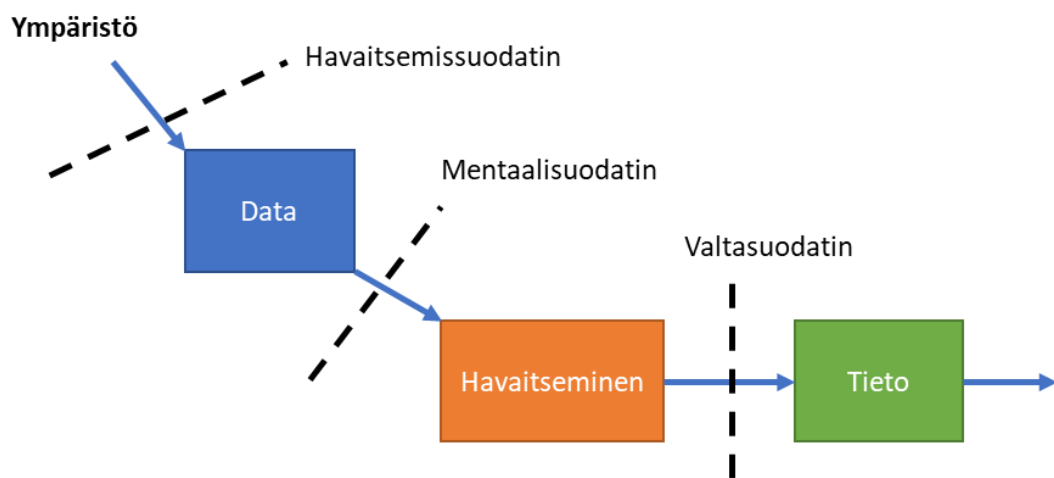 Ympäristö
Havaitsemissuodatin
Mentaalisuodatin
Data
Valtasuodatin
Havaitseminen
Tieto